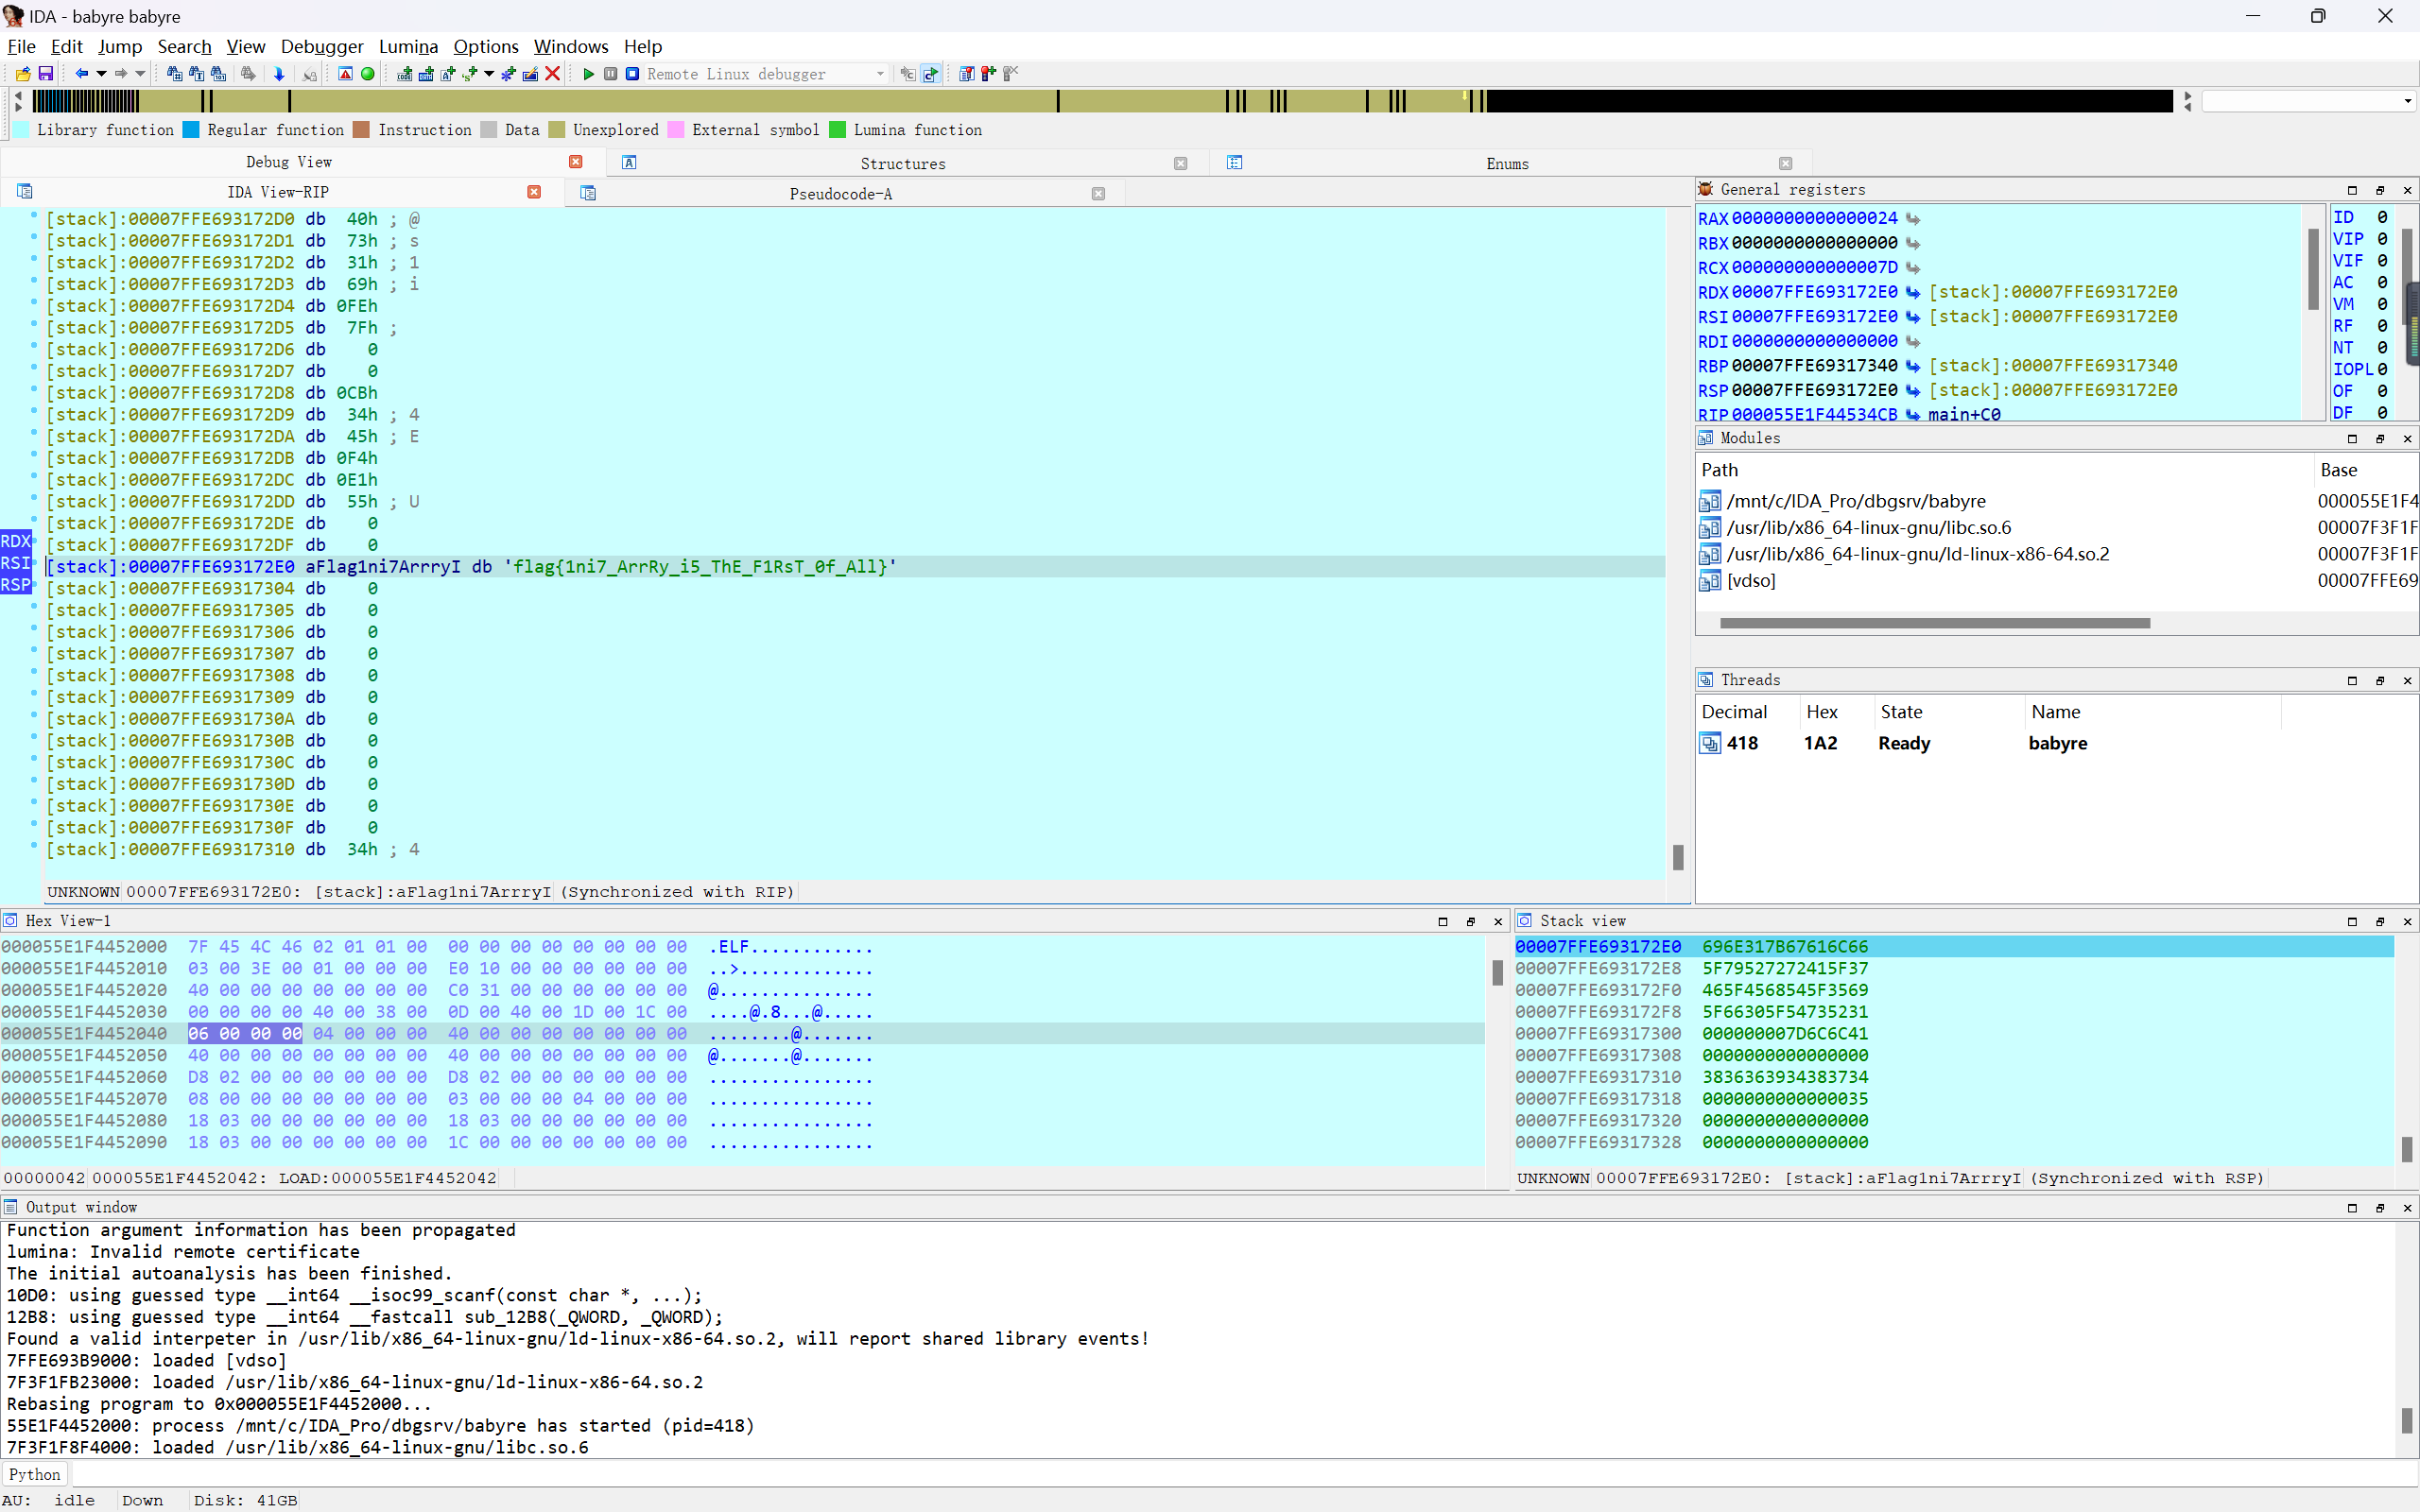 IDA - babyre babyre
File Edit Jump Search View Debugger Lumina Options Windows Help
Remote Linux debugger
Library function Regular function Instruction Data Unexplored External symbol Lumina function
Debug View Structures Enums
IDA View-RIP Pseudocode-A
[stack]:00007FFE693172D0 db 40h ; @
[stack]:00007FFE693172D1 db 73h ; s
[stack]:00007FFE693172D2 db 31h ; 1
[stack]:00007FFE693172D3 db 69h ; i
[stack]:00007FFE693172D4 db 0FEh
[stack]:00007FFE693172D5 db 7Fh ;
[stack]:00007FFE693172D6 db 0
[stack]:00007FFE693172D7 db 0
[stack]:00007FFE693172D8 db 0CBh
[stack]:00007FFE693172D9 db 34h ; 4
[stack]:00007FFE693172DA db 45h ; E
[stack]:00007FFE693172DB db 0F4h
[stack]:00007FFE693172DC db 0E1h
[stack]:00007FFE693172DD db 55h ; U
[stack]:00007FFE693172DE db 0
[stack]:00007FFE693172DF db 0
RDX
RSI
RSP
[stack]:00007FFE693172E0 aFlag1ni7ArrryI db 'flag{1ni7_ArrRy_i5_ThE_F1RsT_0f_All}'
[stack]:00007FFE69317304 db 0
[stack]:00007FFE69317305 db 0
[stack]:00007FFE69317306 db 0
[stack]:00007FFE69317307 db 0
[stack]:00007FFE69317308 db 0
[stack]:00007FFE69317309 db 0
[stack]:00007FFE6931730A db 0
[stack]:00007FFE6931730B db 0
[stack]:00007FFE6931730C db 0
[stack]:00007FFE6931730D db 0
[stack]:00007FFE6931730E db 0
[stack]:00007FFE6931730F db 0
[stack]:00007FFE69317310 db 34h ; 4
UNKNOWN 00007FFE693172E0: [stack]:aFlag1ni7ArrryI (Synchronized with RIP)
General registers
RAX 0000000000000024
RBX 0000000000000000
RCX 000000000000007D
RDX 00007FFE693172E0 [stack]:00007FFE693172E0
RSI 00007FFE693172E0 [stack]:00007FFE693172E0
RDI 0000000000000000
RBP 00007FFE69317340 [stack]:00007FFE69317340
RSP 00007FFE693172E0 [stack]:00007FFE693172E0
RIP 000055E1F44534CB main+C0
ID 0
VIP 0
VIF 0
AC 0
VM 0
RF 0
NT 0
IOPL 0
OF 0
DF 0
Modules
Path Base
/mnt/c/IDA_Pro/dbgsrv/babyre 000055E1F4
/usr/lib/x86_64-linux-gnu/libc.so.6 00007F3F1F
/usr/lib/x86_64-linux-gnu/ld-linux-x86-64.so.2 00007F3F1F
[vdso] 00007FFE69
Threads
Decimal Hex State Name
418 1A2 Ready babyre
Hex View-1
000055E1F4452000 7F 45 4C 46 02 01 01 00 00 00 00 00 00 00 00 00 .ELF............
000055E1F4452010 03 00 3E 00 01 00 00 00 E0 10 00 00 00 00 00 00 ..>.............
000055E1F4452020 40 00 00 00 00 00 00 00 C0 31 00 00 00 00 00 00 @...............
000055E1F4452030 00 00 00 00 40 00 38 00 0D 00 40 00 1D 00 1C 00 ....@.8...@.....
000055E1F4452040 06 00 00 00 04 00 00 00 40 00 00 00 00 00 00 00 ........@.......
000055E1F4452050 40 00 00 00 00 00 00 00 40 00 00 00 00 00 00 00 @.......@.......
000055E1F4452060 D8 02 00 00 00 00 00 00 D8 02 00 00 00 00 00 00 ................
000055E1F4452070 08 00 00 00 00 00 00 00 03 00 00 00 04 00 00 00 ................
000055E1F4452080 18 03 00 00 00 00 00 00 18 03 00 00 00 00 00 00 ................
000055E1F4452090 18 03 00 00 00 00 00 00 1C 00 00 00 00 00 00 00 ................
00000042 000055E1F4452042: LOAD:000055E1F4452042
Stack view
00007FFE693172E0 696E317B67616C66
00007FFE693172E8 5F79527272415F37
00007FFE693172F0 465F4568545F3569
00007FFE693172F8 5F66305F54735231
00007FFE69317300 000000007D6C6C41
00007FFE69317308 0000000000000000
00007FFE69317310 3836363934383734
00007FFE69317318 0000000000000035
00007FFE69317320 0000000000000000
00007FFE69317328 0000000000000000
UNKNOWN 00007FFE693172E0: [stack]:aFlag1ni7ArrryI (Synchronized with RSP)
Output window
Function argument information has been propagated
lumina: Invalid remote certificate
The initial autoanalysis has been finished.
10D0: using guessed type __int64 __isoc99_scanf(const char *, ...);
12B8: using guessed type __int64 __fastcall sub_12B8(_QWORD, _QWORD);
Found a valid interpeter in /usr/lib/x86_64-linux-gnu/ld-linux-x86-64.so.2, will report shared library events!
7FFE693B9000: loaded [vdso]
7F3F1FB23000: loaded /usr/lib/x86_64-linux-gnu/ld-linux-x86-64.so.2
Rebasing program to 0x000055E1F4452000...
55E1F4452000: process /mnt/c/IDA_Pro/dbgsrv/babyre has started (pid=418)
7F3F1F8F4000: loaded /usr/lib/x86_64-linux-gnu/libc.so.6
Python
AU: idle Down Disk: 41GB